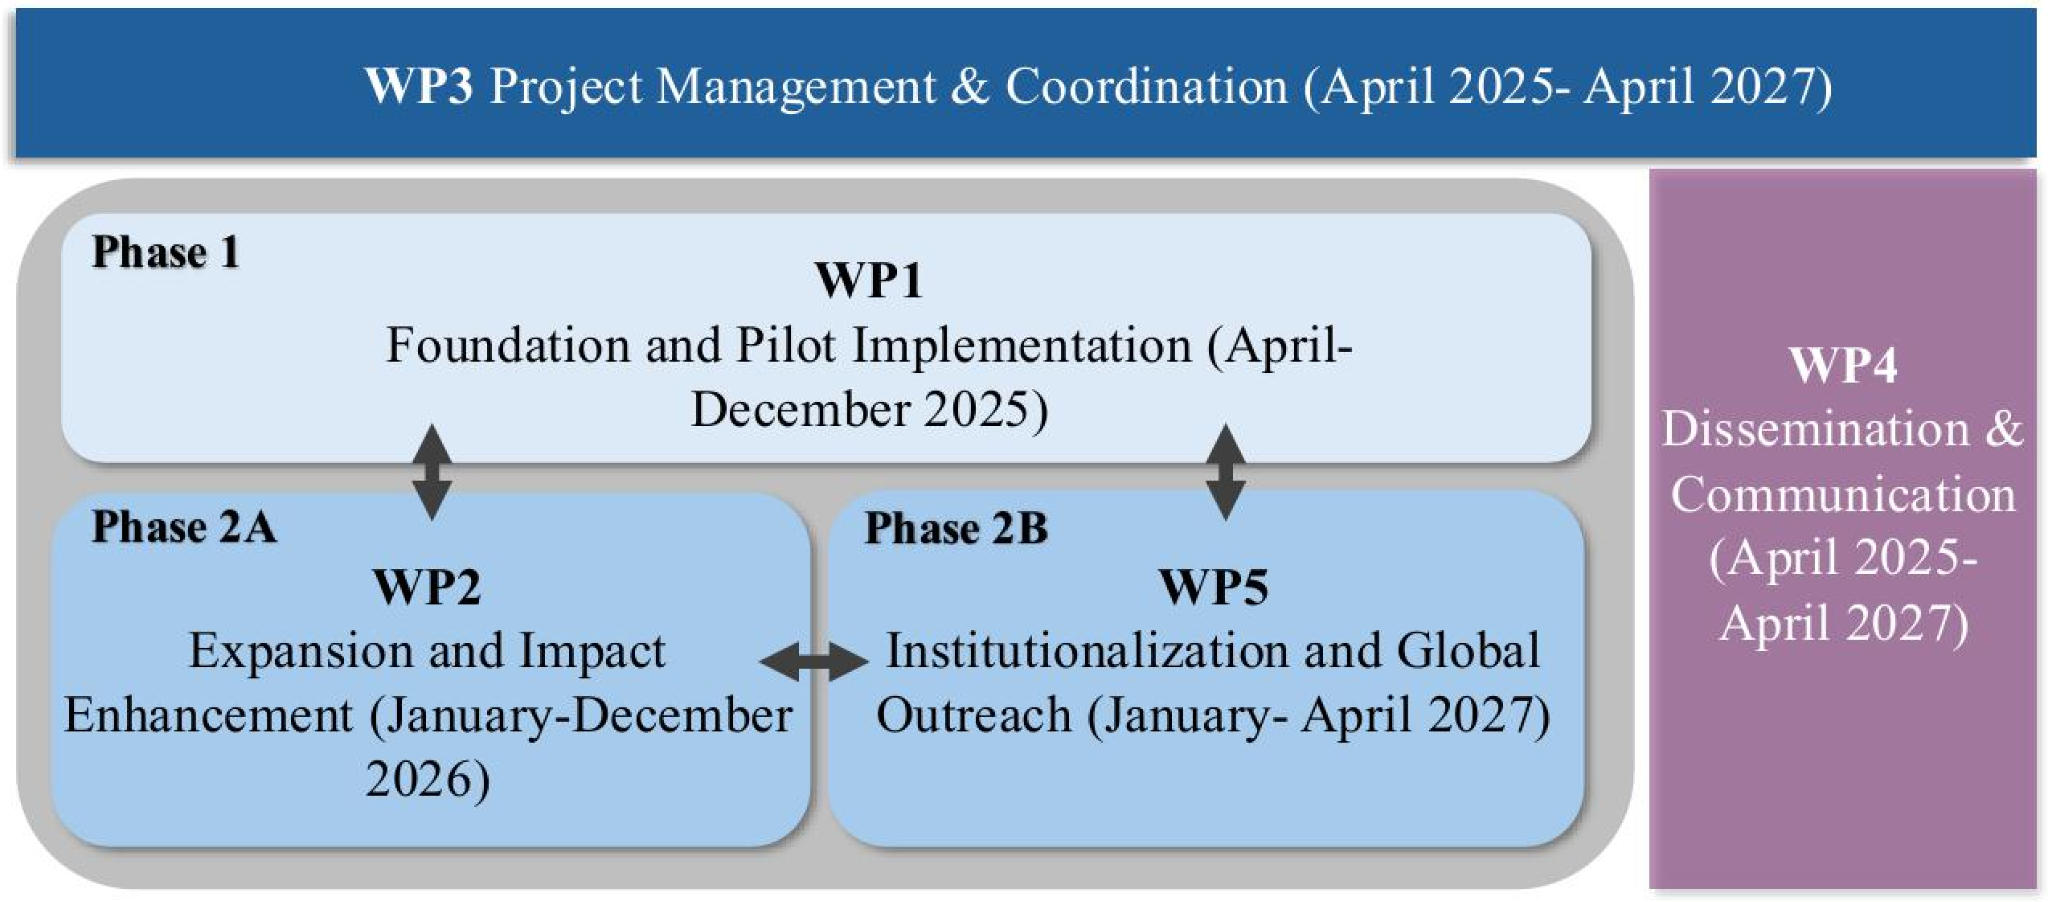 WP3 Project Management & Coordination (April 2025- April 2027)
Phase 1
WP1
Foundation and Pilot Implementation (April-
December 2025)
Phase 2A
WP2
Expansion and Impact
Enhancement (January-December
2026)
Phase 2B
WP5
Institutionalization and Global
Outreach (January- April 2027)
WP4
Dissemination &
Communication
(April 2025-
April 2027)